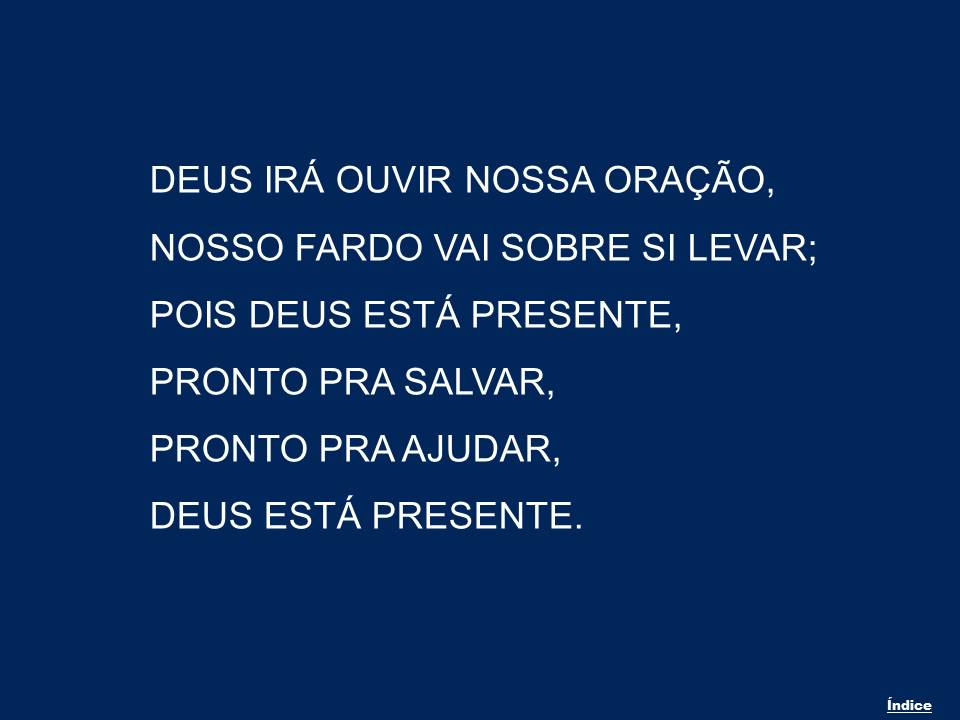 DEUS IRÁ OUVIR NOSSA ORAÇÃO,
NOSSO FARDO VAI SOBRE SI LEVAR;
POIS DEUS ESTÁ PRESENTE,
PRONTO PRA SALVAR,
PRONTO PRA AJUDAR,
DEUS ESTÁ PRESENTE.
Índice